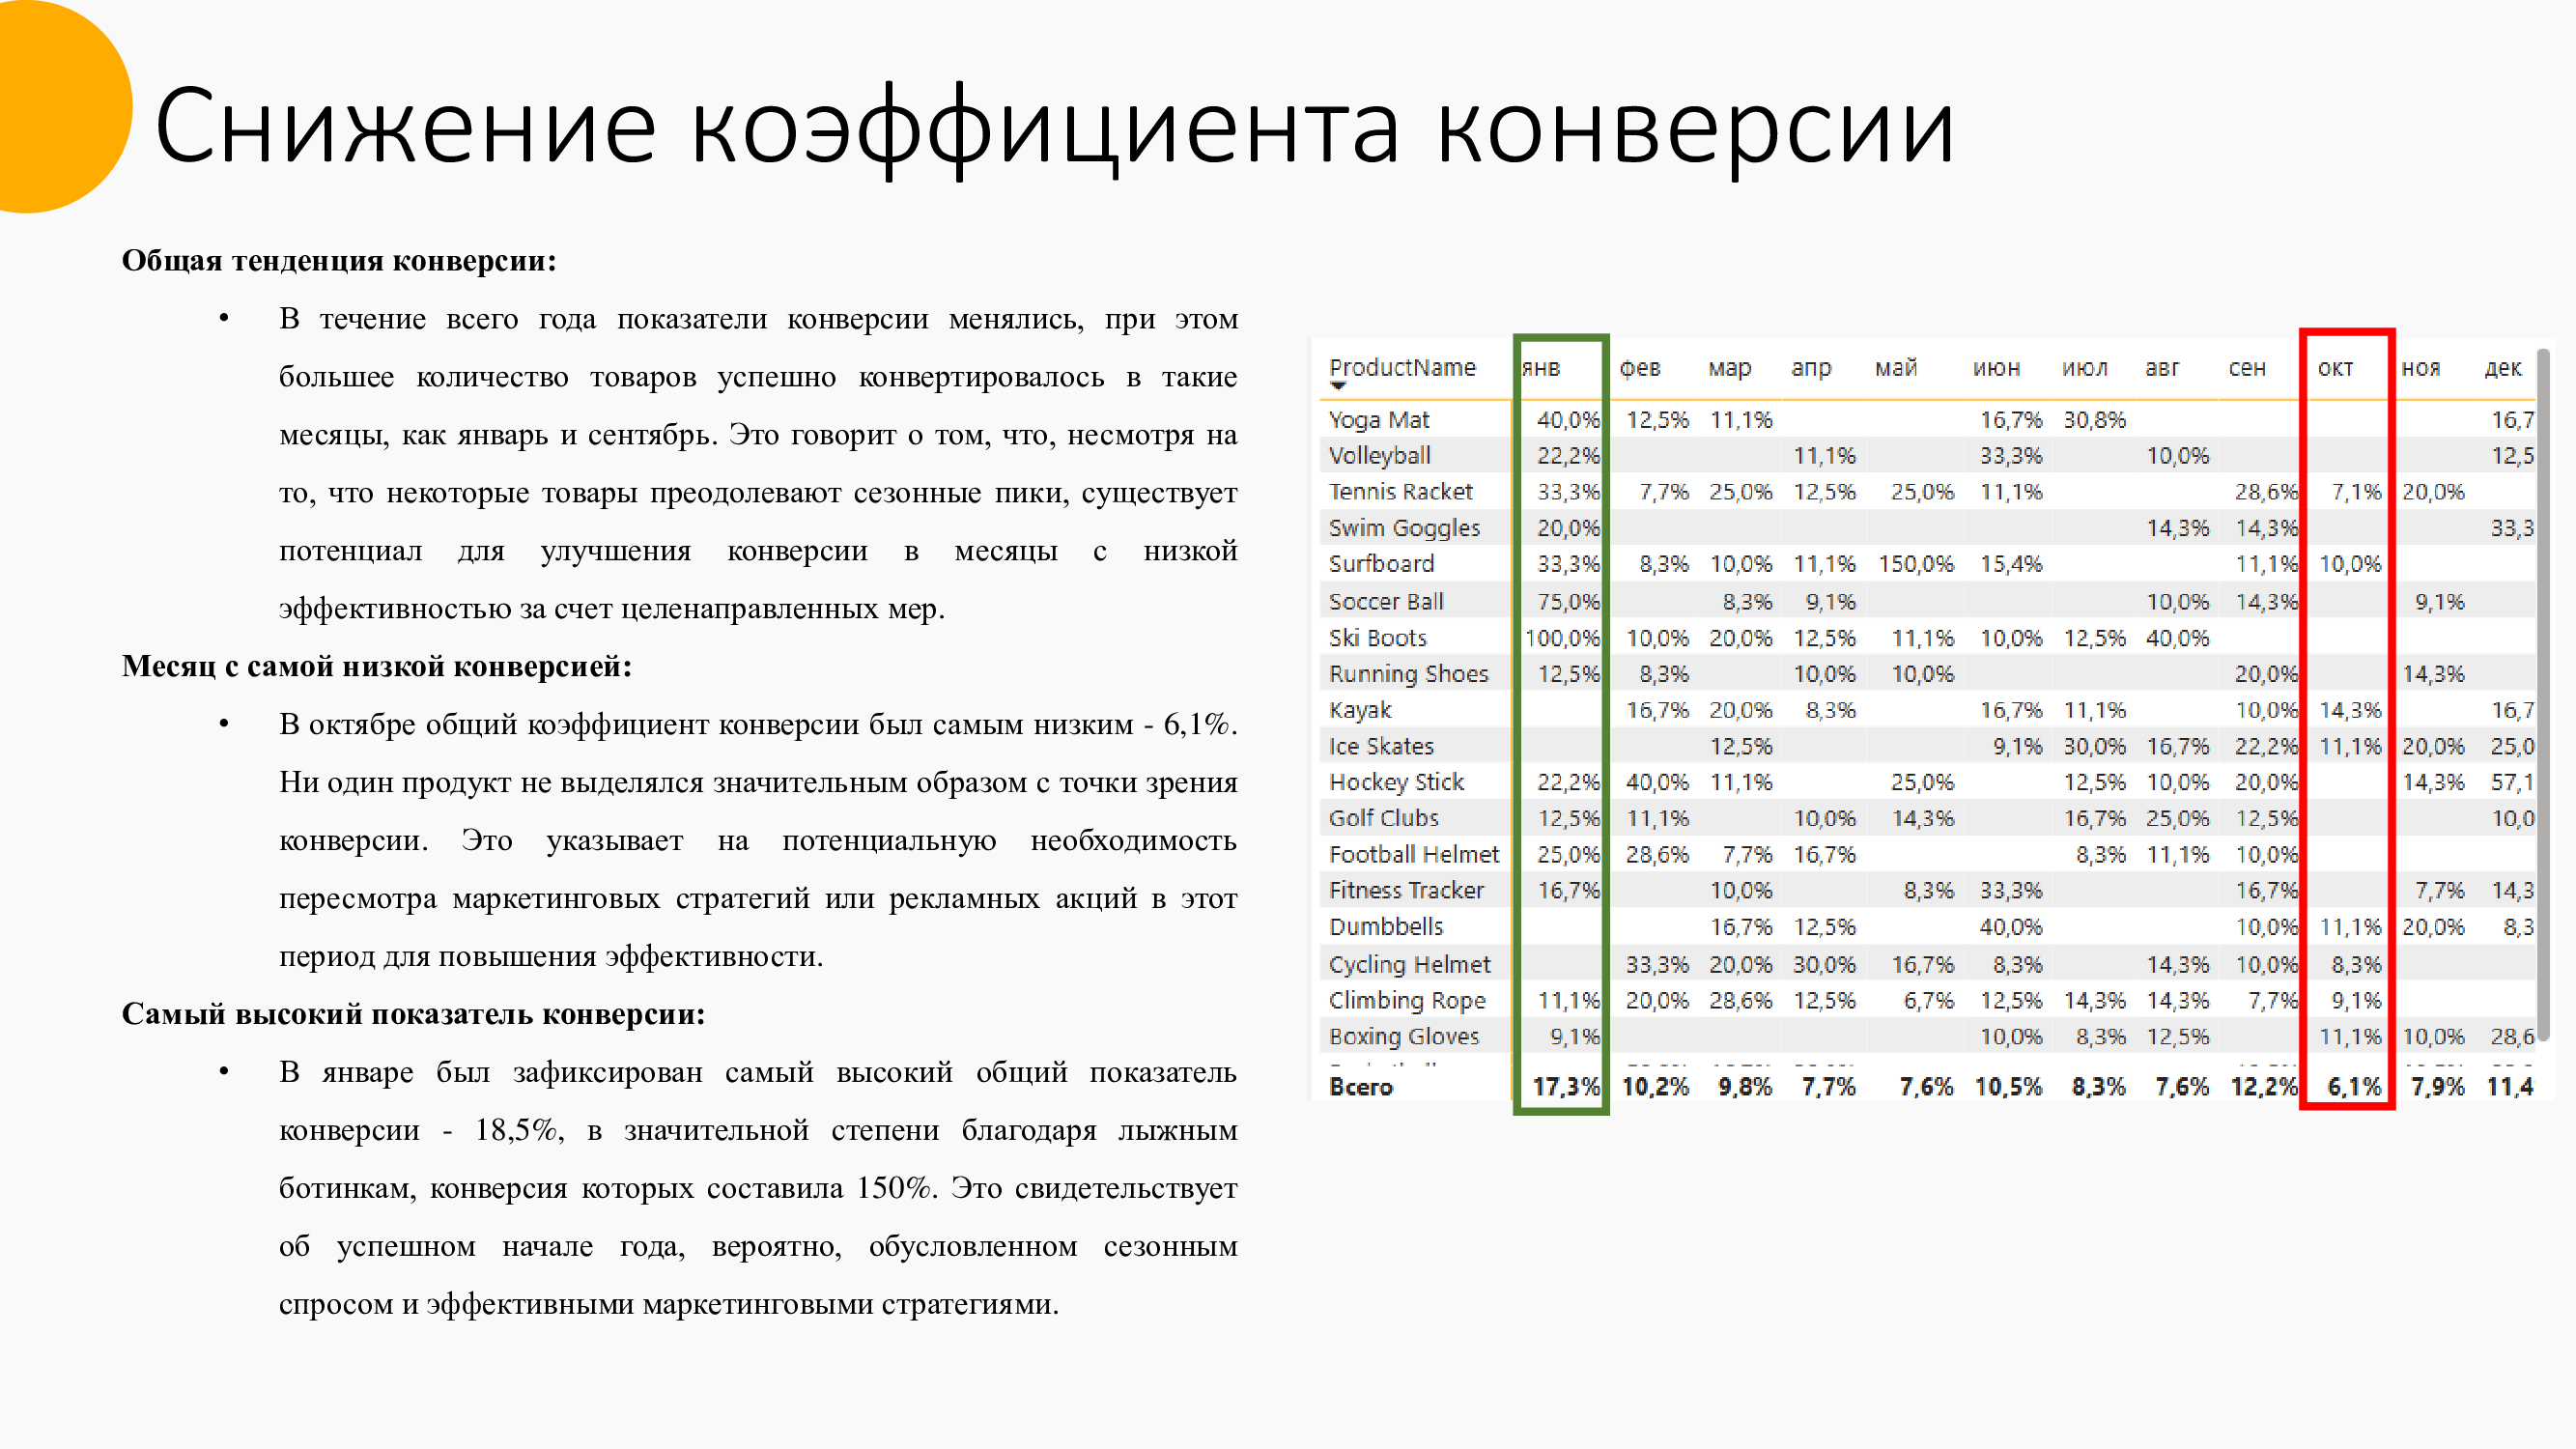 Снижение коэффициента конверсии
Общая тенденция конверсии:
• В течение всего года показатели конверсии менялись, при этом
большее количество товаров успешно конвертировалось в такие
месяцы, как январь и сентябрь. Это говорит о том, что, несмотря на
то, что некоторые товары преодолевают сезонные пики, существует
потенциал для улучшения конверсии в месяцы с низкой
эффективностью за счет целенаправленных мер.
Месяц с самой низкой конверсией:
• В октябре общий коэффициент конверсии был самым низким - 6,1%.
Ни один продукт не выделялся значительным образом с точки зрения
конверсии. Это указывает на потенциальную необходимость
пересмотра маркетинговых стратегий или рекламных акций в этот
период для повышения эффективности.
Самый высокий показатель конверсии:
• В январе был зафиксирован самый высокий общий показатель
конверсии - 18,5%, в значительной степени благодаря лыжным
ботинкам, конверсия которых составила 150%. Это свидетельствует
об успешном начале года, вероятно, обусловленном сезонным
спросом и эффективными маркетинговыми стратегиями.
ProductName янв фев мар апр май июн июл авг сен окт ноя дек
Yoga Mat 40,0% 12,5% 11,1% 16,7% 30,8% 16,7
Volleyball 22,2% 11,1% 33,3% 10,0% 12,5
Tennis Racket 33,3% 7,7% 25,0% 12,5% 25,0% 11,1% 28,6% 7,1% 20,0%
Swim Goggles 20,0% 14,3% 14,3% 33,3
Surfboard 33,3% 8,3% 10,0% 11,1% 150,0% 15,4% 11,1% 10,0%
Soccer Ball 75,0% 8,3% 9,1% 10,0% 14,3% 9,1%
Ski Boots 100,0% 10,0% 20,0% 12,5% 11,1% 10,0% 12,5% 40,0%
Running Shoes 12,5% 8,3% 10,0% 10,0% 20,0% 14,3%
Kayak 16,7% 20,0% 8,3% 16,7% 11,1% 10,0% 14,3% 16,7
Ice Skates 12,5% 9,1% 30,0% 16,7% 22,2% 11,1% 20,0% 25,0
Hockey Stick 22,2% 40,0% 11,1% 25,0% 12,5% 10,0% 20,0% 14,3% 57,1
Golf Clubs 12,5% 11,1% 10,0% 14,3% 16,7% 25,0% 12,5% 10,0
Football Helmet 25,0% 28,6% 7,7% 16,7% 8,3% 11,1% 10,0%
Fitness Tracker 16,7% 10,0% 8,3% 33,3% 16,7% 7,7% 14,3
Dumbbells 16,7% 12,5% 40,0% 10,0% 11,1% 20,0% 8,3
Cycling Helmet 33,3% 20,0% 30,0% 16,7% 8,3% 14,3% 10,0% 8,3%
Climbing Rope 11,1% 20,0% 28,6% 12,5% 6,7% 12,5% 14,3% 14,3% 7,7% 9,1%
Boxing Gloves 9,1% 10,0% 8,3% 12,5% 11,1% 10,0% 28,6
Всего 17,3% 10,2% 9,8% 7,7% 7,6% 10,5% 8,3% 7,6% 12,2% 6,1% 7,9% 11,4